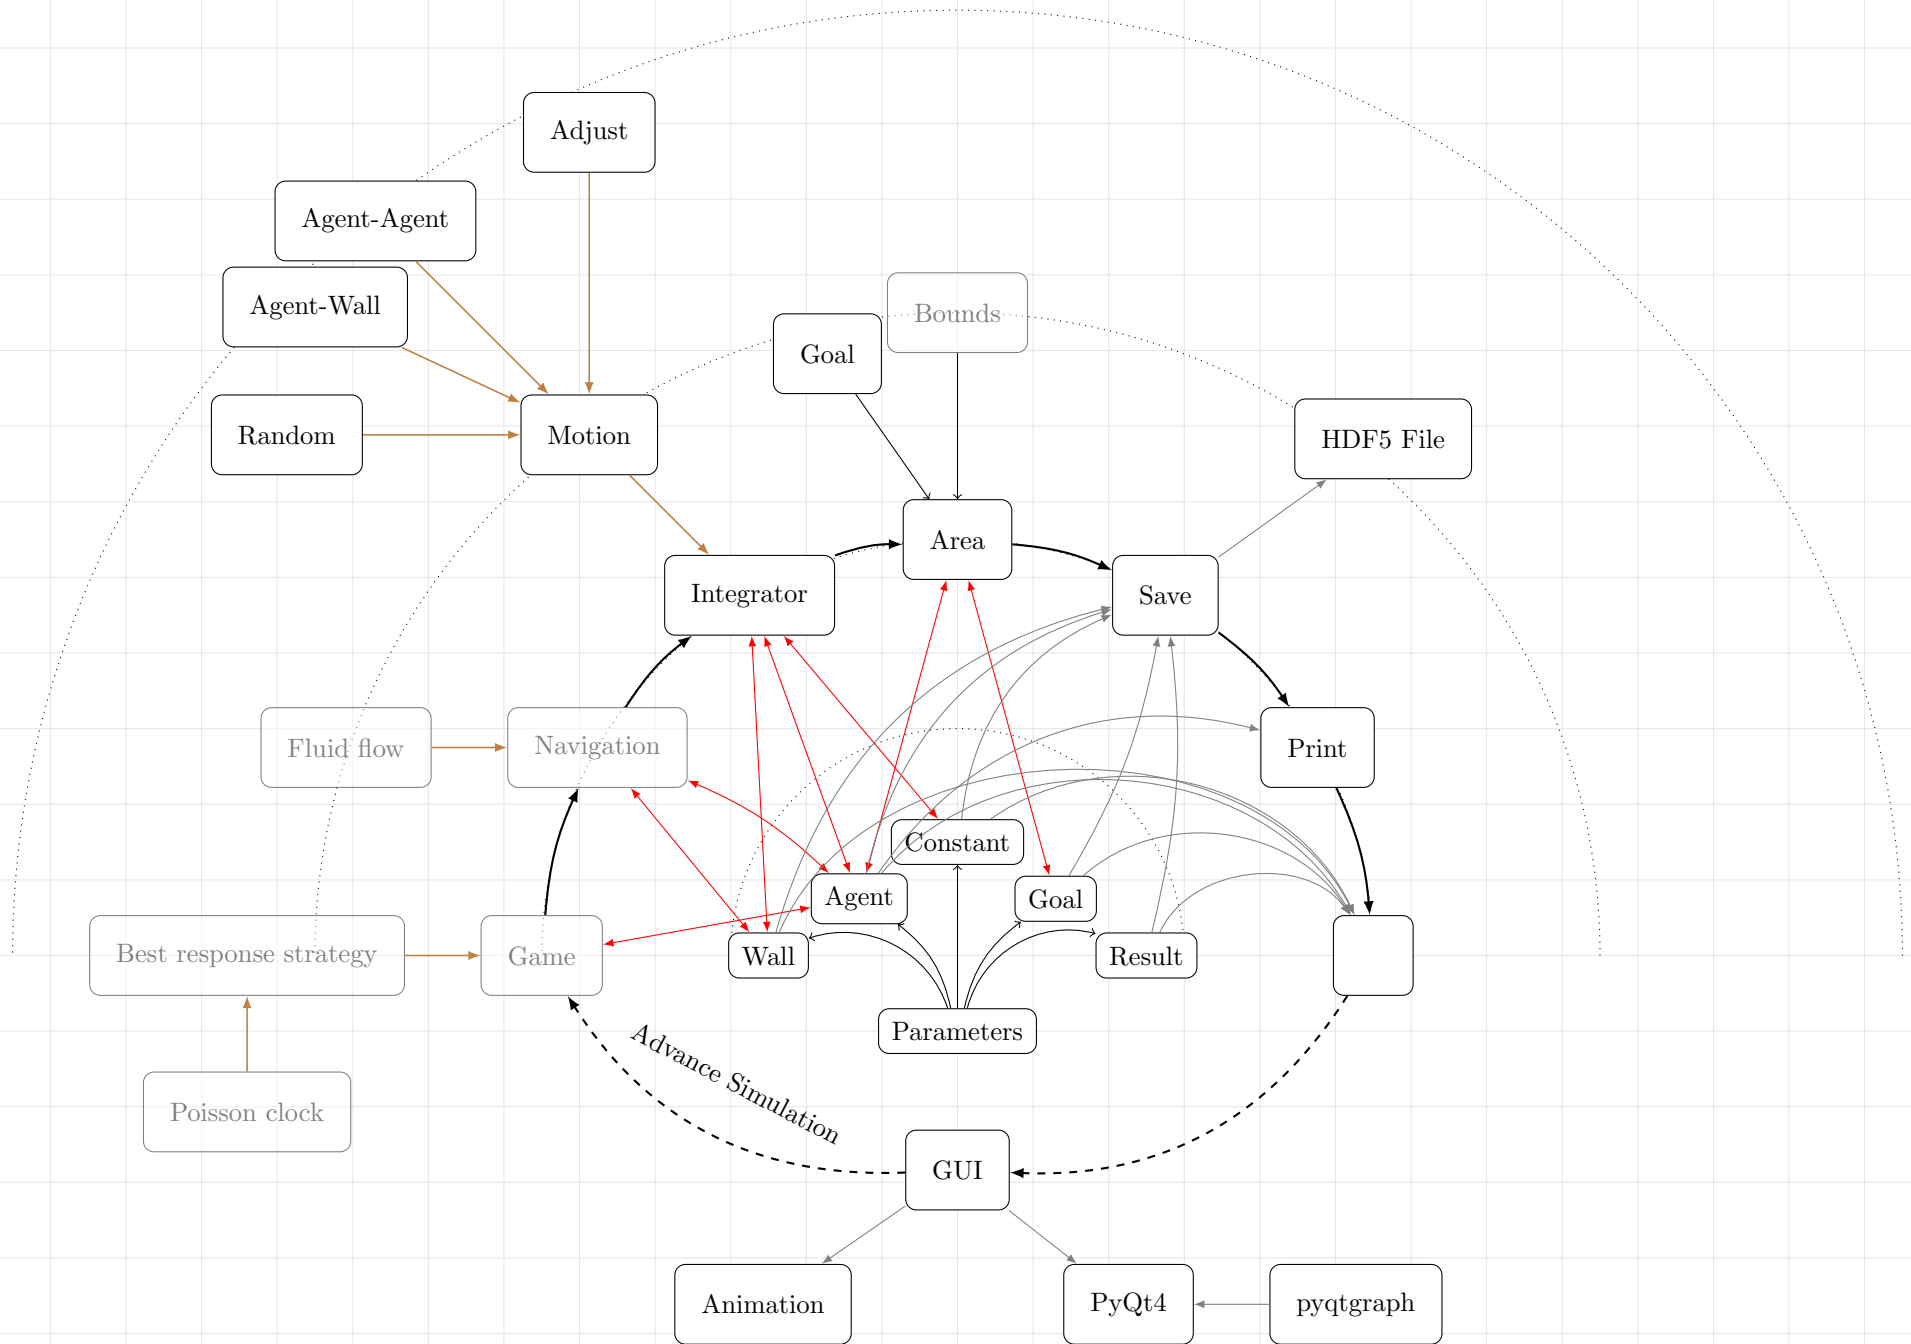 Adjust
Agent-Agent
Agent-Wall
Bounds
Goal
Random
Motion
HDF5 File
Area
Integrator
Save
Fluid flow
Navigation
Print
Constant
Agent
Goal
Best response strategy
Game
Wall
Result
Parameters
Advance Simulation
Poisson clock
GUI
Animation
PyQt4
pyqtgraph